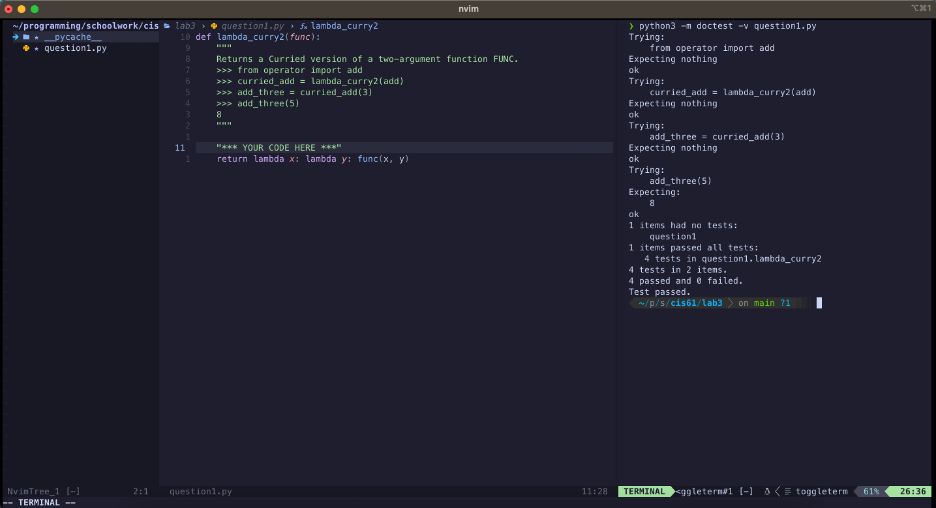 nvim
⌥⌘1
~/programming/schoolwork/cis
__pycache__
question1.py
lab3 › question1.py › lambda_curry2
10 def lambda_curry2(func):
9 """
8 Returns a Curried version of a two-argument function FUNC.
7 >>> from operator import add
6 >>> curried_add = lambda_curry2(add)
5 >>> add_three = curried_add(3)
4 >>> add_three(5)
3 8
2 """
1
11 "*** YOUR CODE HERE ***"
1 return lambda x: lambda y: func(x, y)
❯ python3 -m doctest -v question1.py
Trying:
from operator import add
Expecting nothing
ok
Trying:
curried_add = lambda_curry2(add)
Expecting nothing
ok
Trying:
add_three = curried_add(3)
Expecting nothing
ok
Trying:
add_three(5)
Expecting:
8
ok
1 items had no tests:
question1
1 items passed all tests:
4 tests in question1.lambda_curry2
4 tests in 2 items.
4 passed and 0 failed.
Test passed.
~/p/s/cis61/lab3 on main ?1
NvimTree_1 [-] 2:1 question1.py 11:28 TERMINAL <ggleterm#1 [-] toggleterm 61% 26:36
-- TERMINAL --